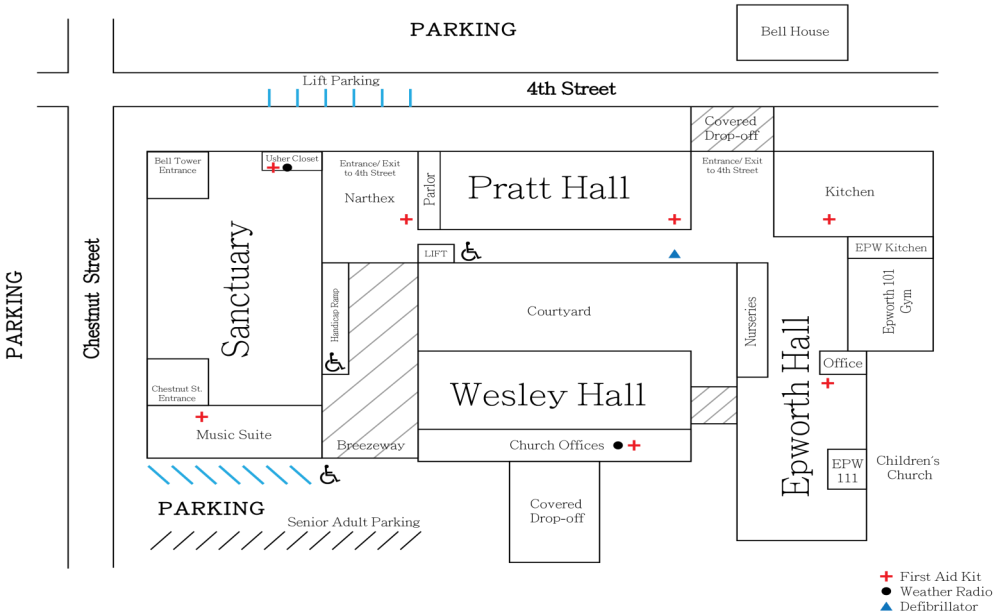 PARKING
Bell House
Lift Parking
4th Street
Covered
Drop-off
Bell Tower
Entrance
Usher Closet
Entrance/ Exit
to 4th Street
Narthex
Parlor
Pratt Hall
Entrance/ Exit
to 4th Street
Kitchen
Sanctuary
LIFT
EPW Kitchen
PARKING
Chestnut Street
Handicap Ramp
Courtyard
Nurseries
Epworth 101
Gym
Epworth Hall
Office
Chestnut St.
Entrance
Wesley Hall
Music Suite
Breezeway
Church Offices
EPW
111
Children´s
Church
PARKING
Senior Adult Parking
Covered
Drop-off
First Aid Kit
Weather Radio
Defibrillator